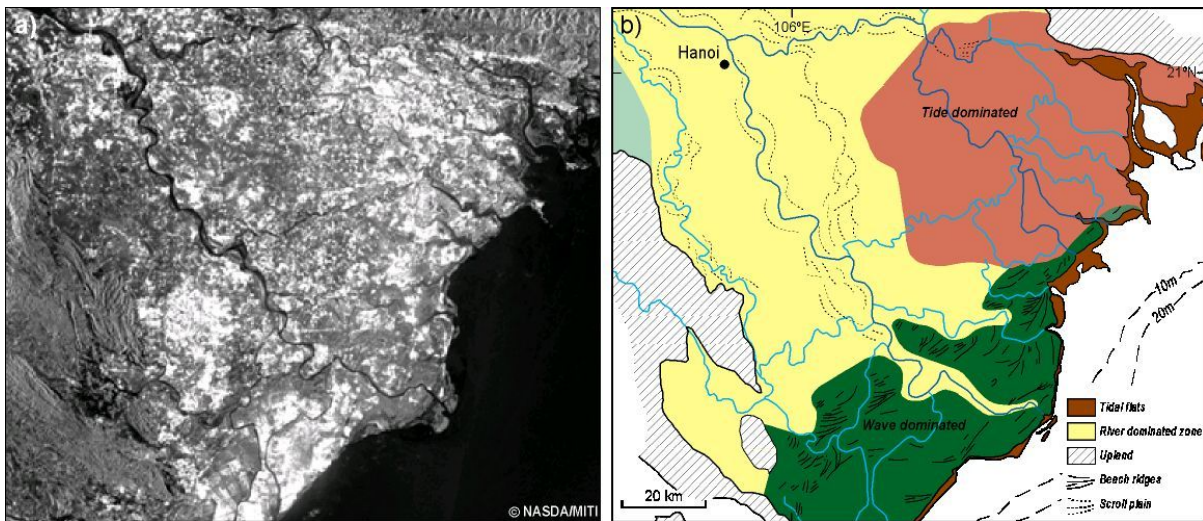 a)
© NASDA/MITI
b)
106°E
Hanoi
21°N
Tide dominated
10m
20m
Wave dominated
Tidal flats
River dominated zone
Upland
Beach ridges
Scroll plain
20 km